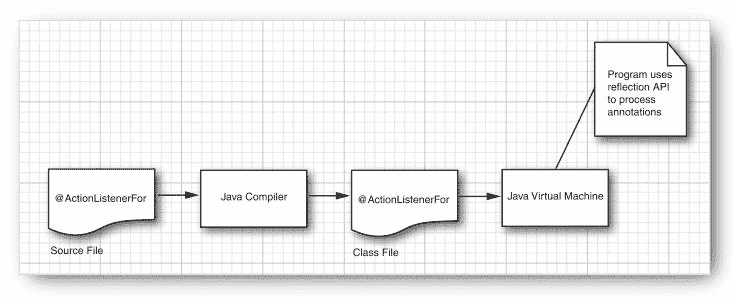 Program uses
reflection API
to process
annotations
@ActionListenerFor
Java Compiler
@ActionListenerFor
Java Virtual Machine
Source File
Class File